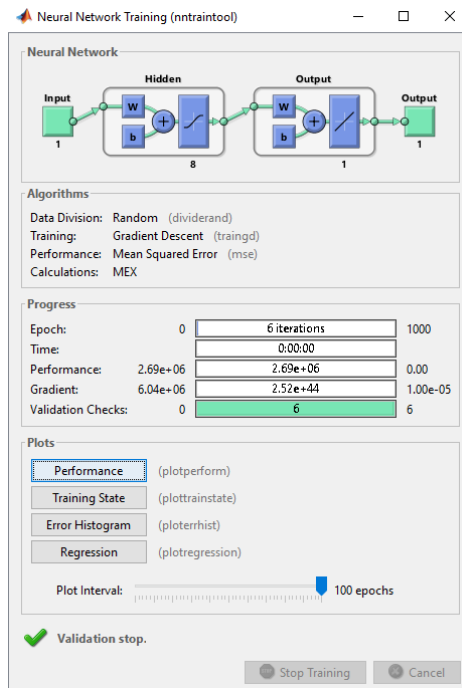 Neural Network Training (nntraintool)
Neural Network
Hidden Output
Input W W Output
b b
1 8 1 1
Algorithms
Data Division: Random (dividerand)
Training: Gradient Descent (traingd)
Performance: Mean Squared Error (mse)
Calculations: MEX
Progress
Epoch: 0 6 iterations 1000
Time: 0:00:00
Performance: 2.69e+06 2.69e+06 0.00
Gradient: 6.04e+06 2.52e+44 1.00e-05
Validation Checks: 0 6 6
Plots
Performance (plotperform)
Training State (plottrainstate)
Error Histogram (ploterrhist)
Regression (plotregression)
Plot Interval: 100 epochs
Validation stop.
Stop Training Cancel